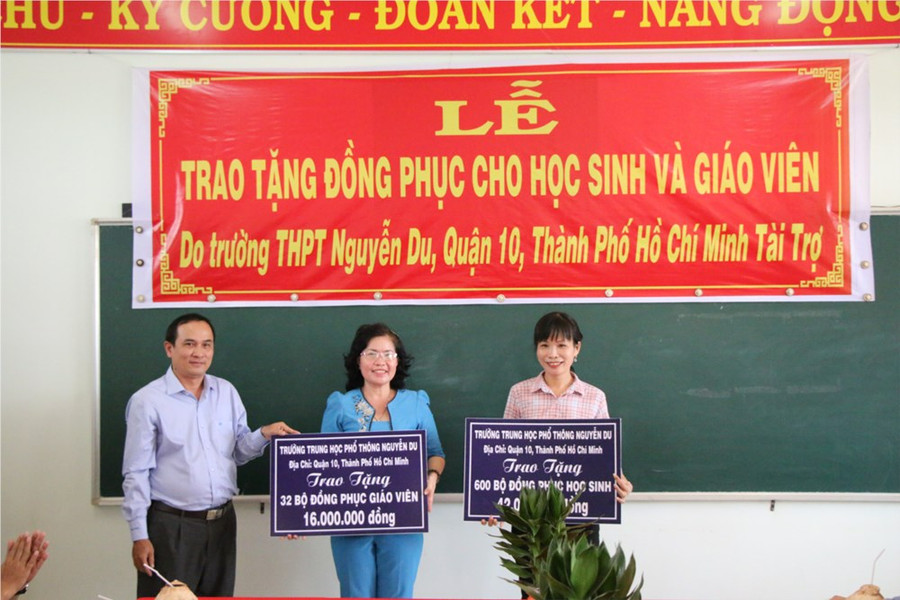 KỶ CƯƠNG - ĐOÀN KẾT - NĂNG ĐỘNG
LỄ
TRAO TẶNG ĐỒNG PHỤC CHO HỌC SINH VÀ GIÁO VIÊN
Do trường THPT Nguyễn Du, Quận 10, Thành Phố Hồ Chí Minh Tài Trợ
TRƯỜNG TRUNG HỌC PHỔ THÔNG NGUYỄN DU
Địa Chỉ: Quận 10, Thành Phố Hồ Chí Minh
Trao Tặng
32 BỘ ĐỒNG PHỤC GIÁO VIÊN
16.000.000 đồng
TRƯỜNG TRUNG HỌC PHỔ THÔNG NGUYỄN DU
Địa Chỉ: Quận 10, Thành Phố Hồ Chí Minh
Trao Tặng
600 BỘ ĐỒNG PHỤC HỌC SINH